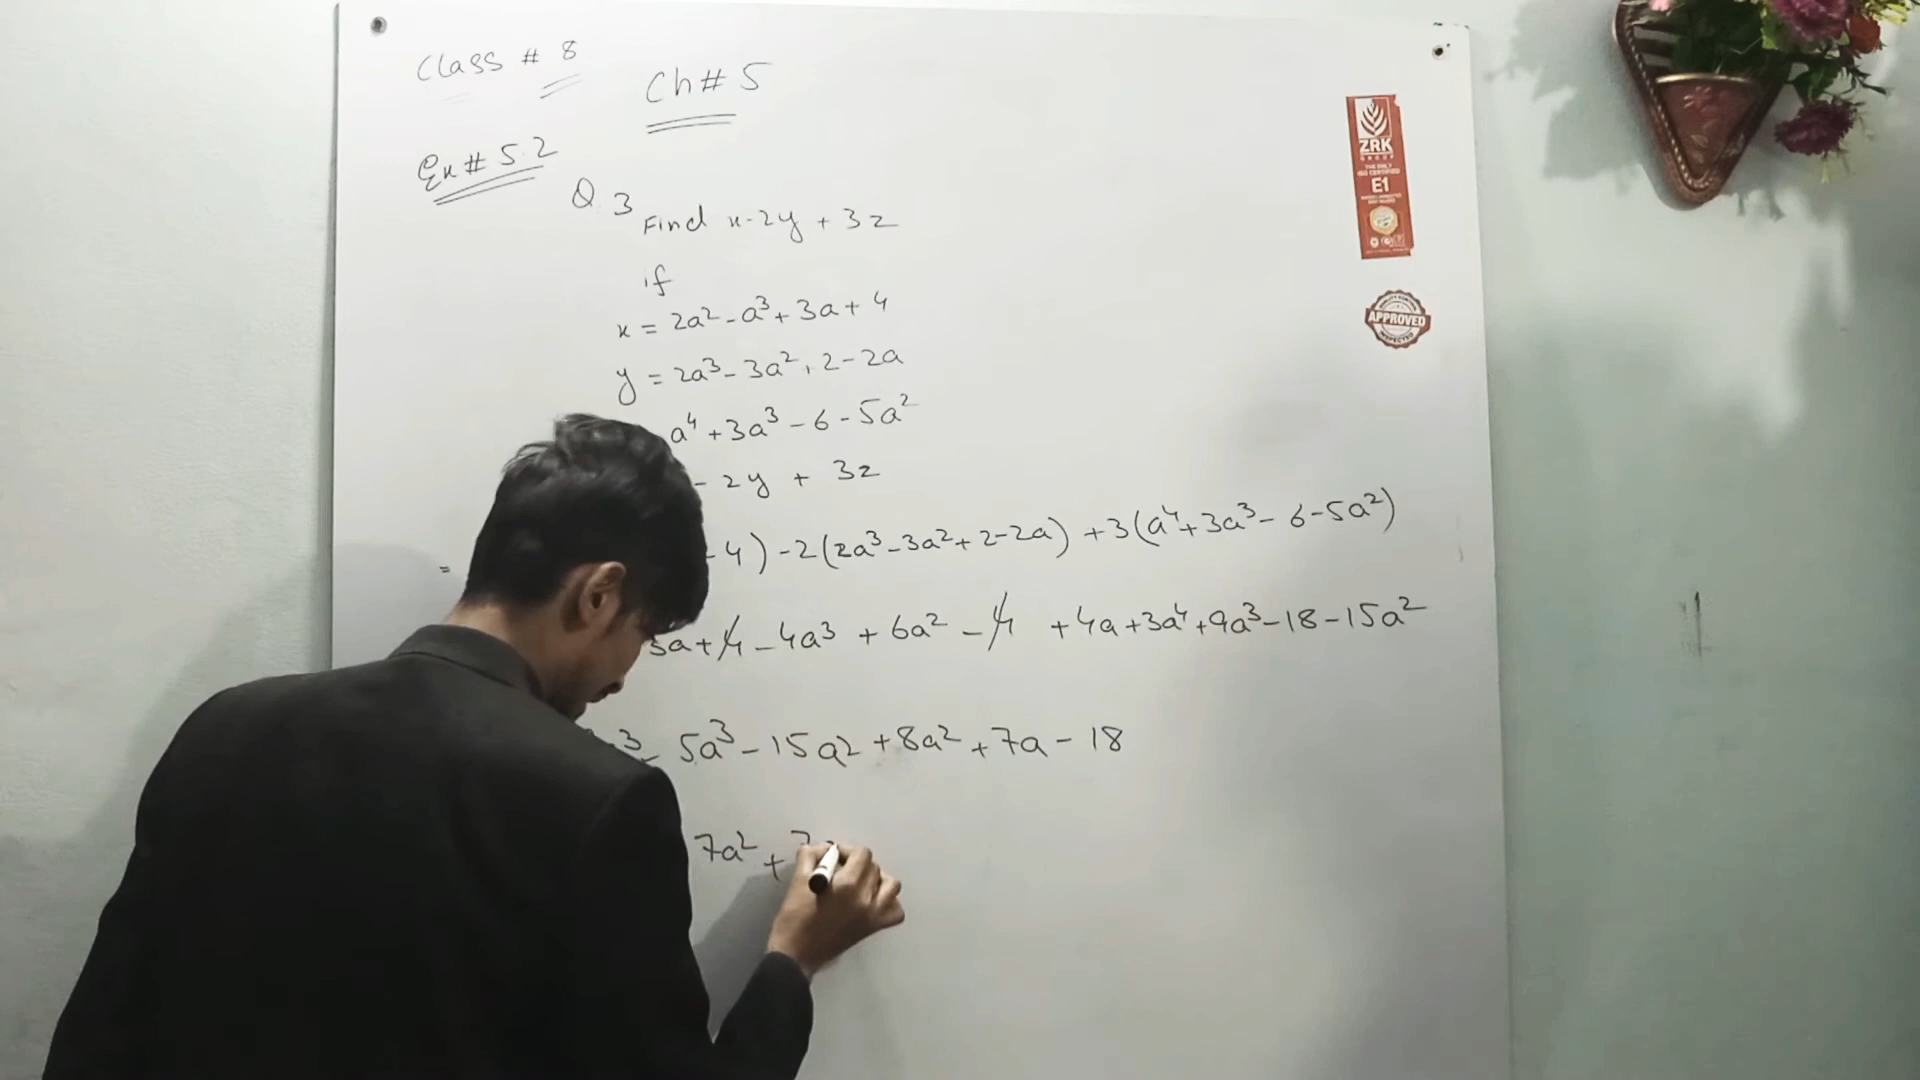 Class # 8
Ch # 5
Ex # 5.2
Q. 3
Find x - 2y + 3z
if
x = 2a² - a³ + 3a + 4
y = 2a³ - 3a² + 2 - 2a
a⁴ + 3a³ - 6 - 5a²
- 2y + 3z
= 4) - 2(2a³ - 3a² + 2 - 2a) + 3(a⁴ + 3a³ - 6 - 5a²)
3a + 4 - 4a³ + 6a² - 4 + 4a + 3a⁴ + 9a³ - 18 - 15a²
5a³ - 15a² + 8a² + 7a - 18
7a² + 7
ZRK
GROUP
E1
APPROVED